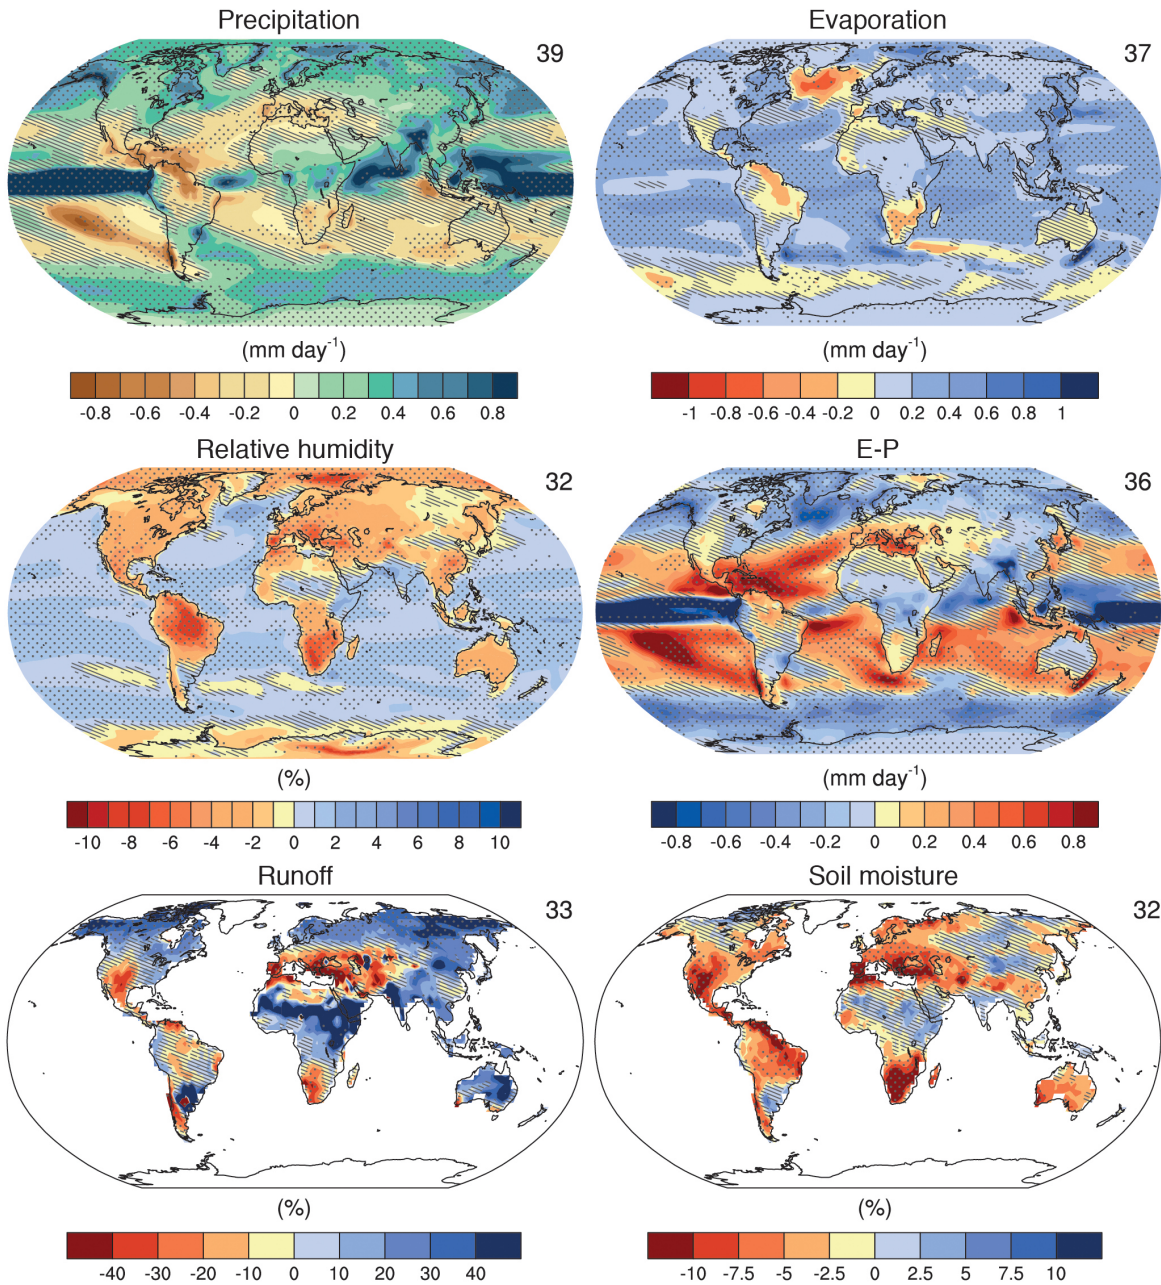 Precipitation
39
(mm day-1)
-0.8 -0.6 -0.4 -0.2 0 0.2 0.4 0.6 0.8
Evaporation
37
(mm day-1)
-1 -0.8 -0.6 -0.4 -0.2 0 0.2 0.4 0.6 0.8 1
Relative humidity
32
(%)
-10 -8 -6 -4 -2 0 2 4 6 8 10
E-P
36
(mm day-1)
-0.8 -0.6 -0.4 -0.2 0 0.2 0.4 0.6 0.8
Runoff
33
(%)
-40 -30 -20 -10 0 10 20 30 40
Soil moisture
32
(%)
-10 -7.5 -5 -2.5 0 2.5 5 7.5 10